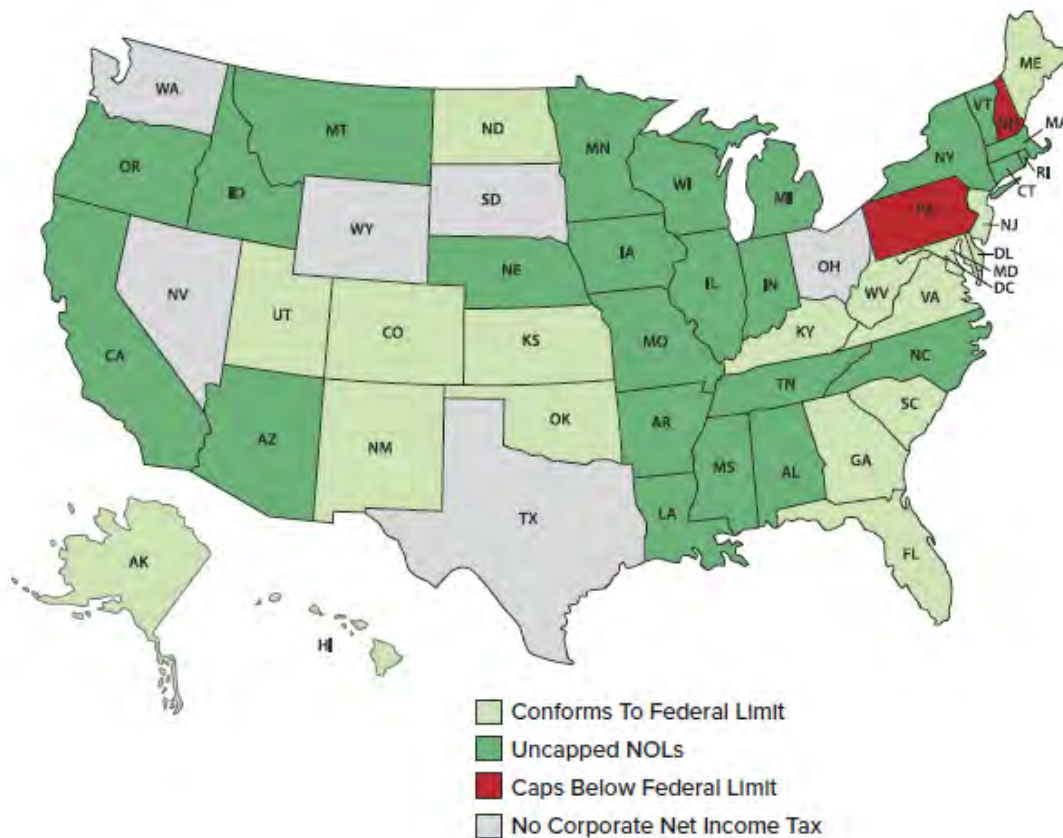 WA
ME
MT
ND
VT
NH
MA
OR
MN
ID
NY
RI
WI
SD
MI
CT
WY
PA
IA
NJ
NE
DL
OH
MD
NV
IL
IN
DC
UT
WV
VA
CO
CA
KS
MO
KY
NC
TN
OK
SC
AZ
NM
AR
MS
AL
GA
LA
TX
FL
AK
HI
Conforms To Federal Limit
Uncapped NOLs
Caps Below Federal Limit
No Corporate Net Income Tax